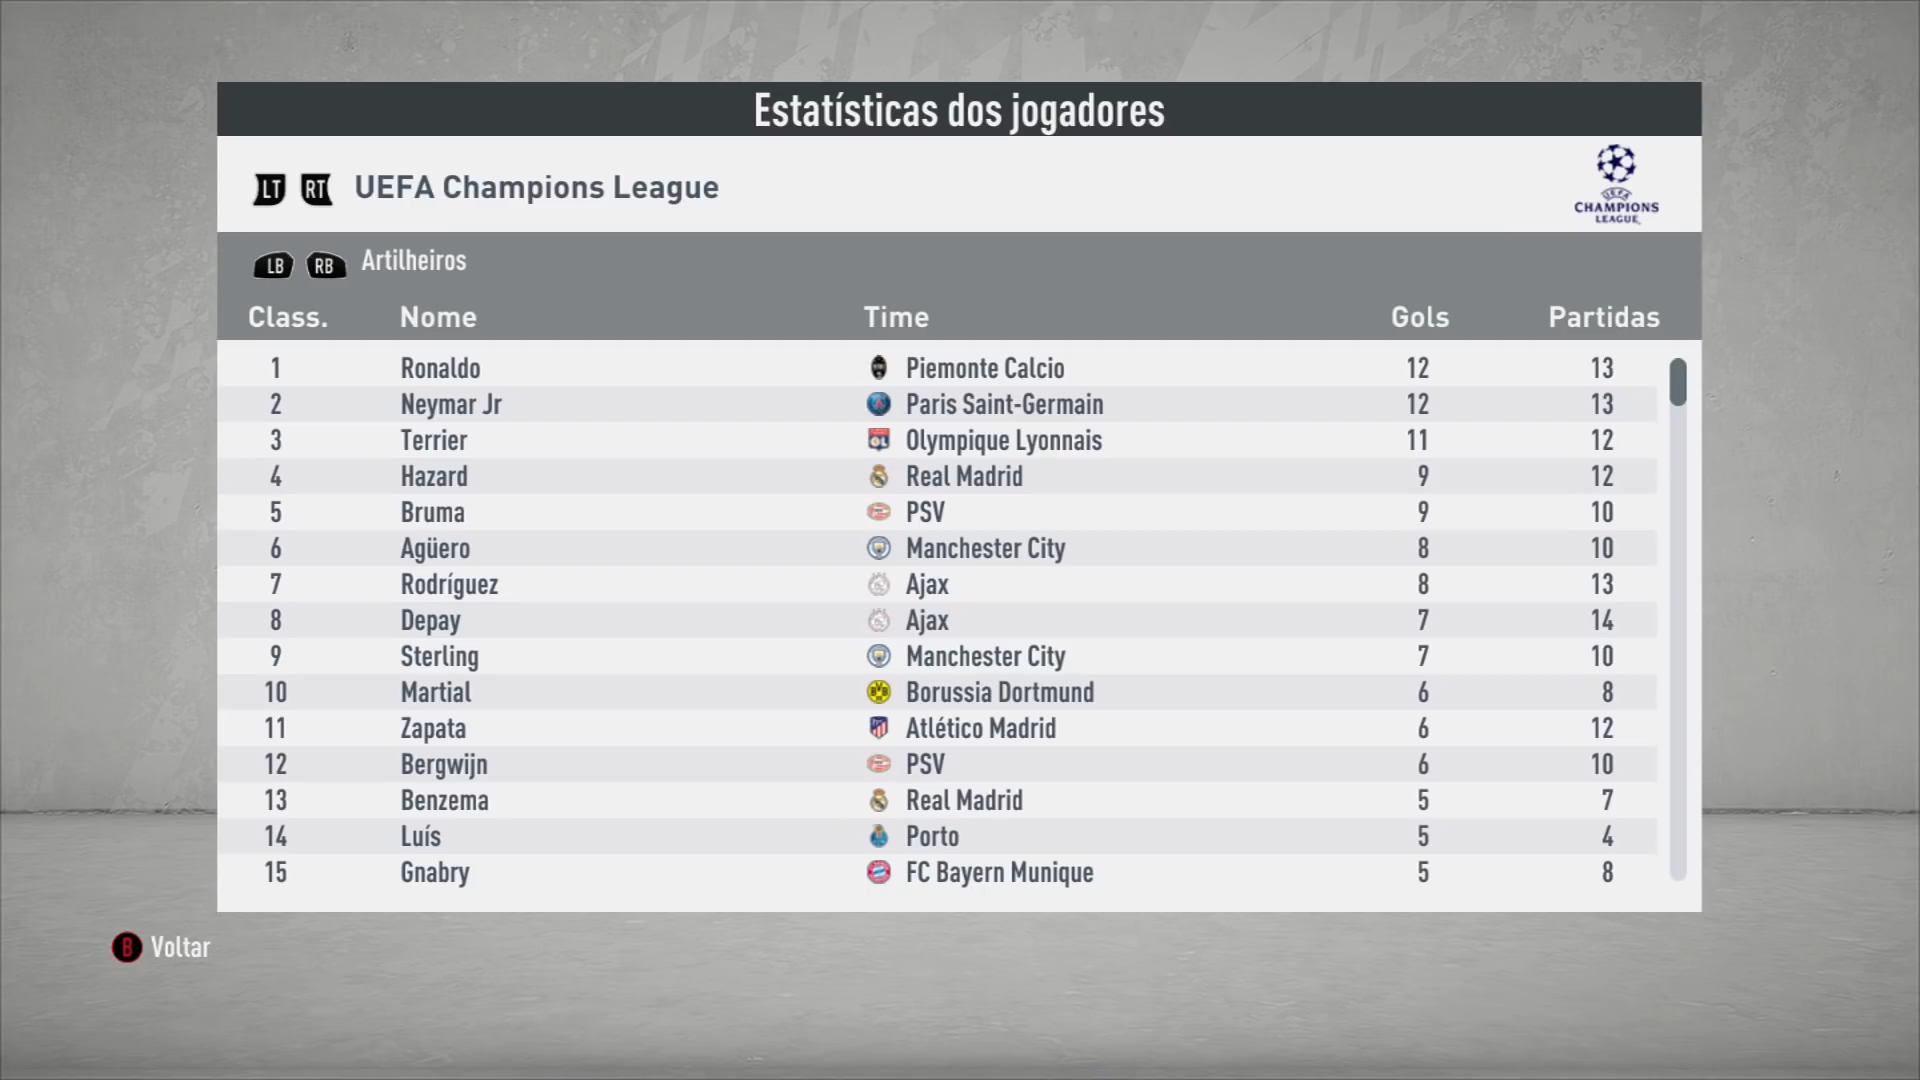 Estatísticas dos jogadores
LT RT UEFA Champions League
UEFA
CHAMPIONS
LEAGUE
LB RB Artilheiros
Class. Nome Time Gols Partidas
1 Ronaldo Piemonte Calcio 12 13
2 Neymar Jr Paris Saint-Germain 12 13
3 Terrier Olympique Lyonnais 11 12
4 Hazard Real Madrid 9 12
5 Bruma PSV 9 10
6 Agüero Manchester City 8 10
7 Rodríguez Ajax 8 13
8 Depay Ajax 7 14
9 Sterling Manchester City 7 10
10 Martial Borussia Dortmund 6 8
11 Zapata Atlético Madrid 6 12
12 Bergwijn PSV 6 10
13 Benzema Real Madrid 5 7
14 Luís Porto 5 4
15 Gnabry FC Bayern Munique 5 8
B Voltar